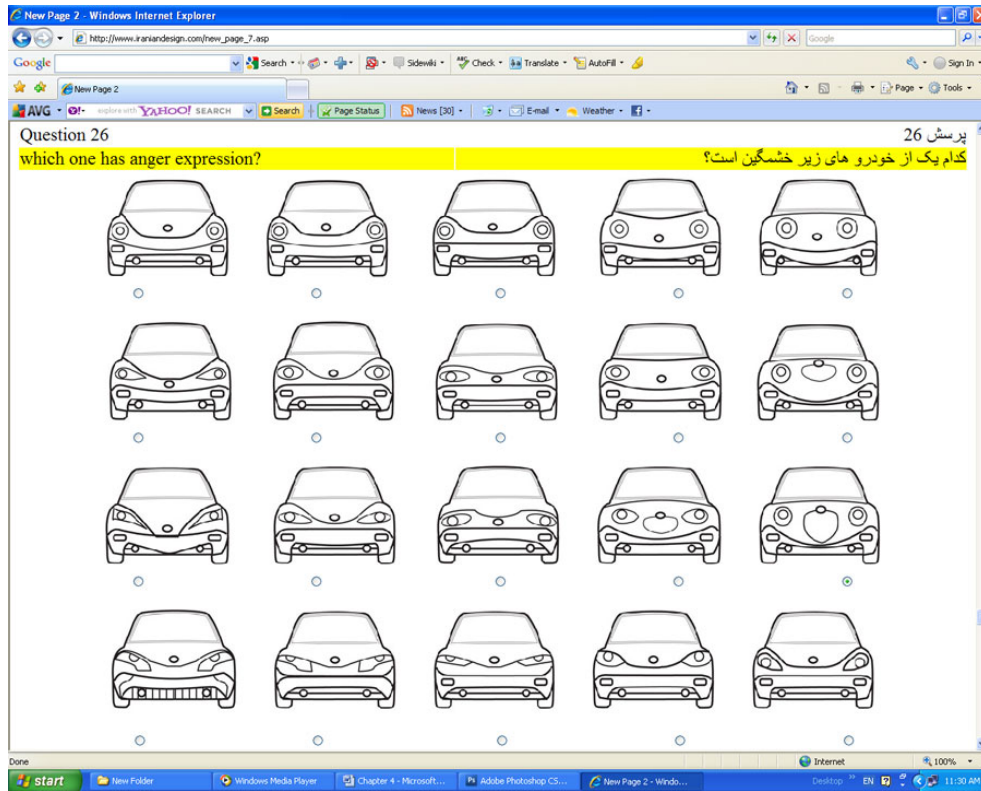 New Page 2 - Windows Internet Explorer
http://www.iraniandesign.com/new_page_7.asp
Google
Google Search Sidewiki Check Translate AutoFill Sign In
New Page 2 Page Tools
AVG Y!- explore with YAHOO! SEARCH Search Page Status News [30] E-mail Weather
Question 26
پرسش 26
which one has anger expression?
کدام یک از خودرو های زیر خشمگین است؟
Done Internet 100%
start New Folder Windows Media Player Chapter 4 - Microsoft... Adobe Photoshop CS... New Page 2 - Windo... Desktop EN 11:30 AM